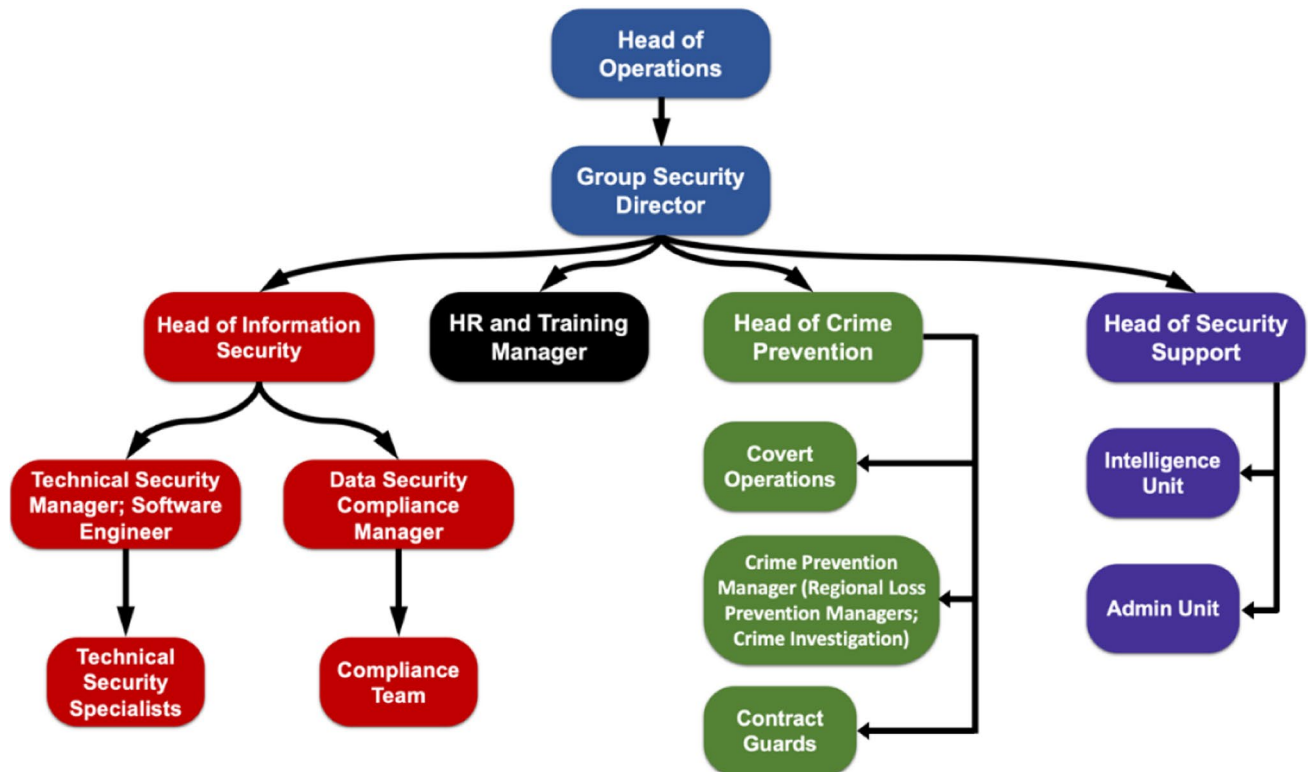 Head of
Operations
Group Security
Director
Head of Information
Security
HR and Training
Manager
Head of Crime
Prevention
Head of Security
Support
Technical Security
Manager; Software
Engineer
Data Security
Compliance
Manager
Covert
Operations
Intelligence
Unit
Crime Prevention
Manager (Regional Loss
Prevention Managers;
Crime Investigation)
Admin Unit
Technical
Security
Specialists
Compliance
Team
Contract
Guards